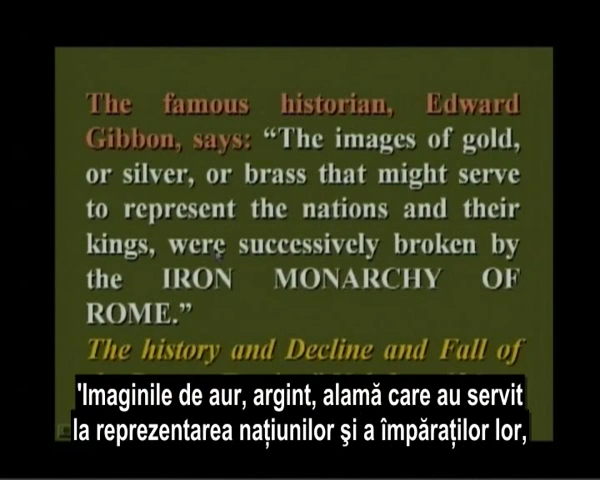 The famous historian, Edward
Gibbon, says: “The images of gold,
or silver, or brass that might serve
to represent the nations and their
kings, were successively broken by
the IRON MONARCHY OF
ROME.”
The history and Decline and Fall of
'Imaginile de aur, argint, alamă care au servit
la reprezentarea naţiunilor şi a împăraţilor lor,